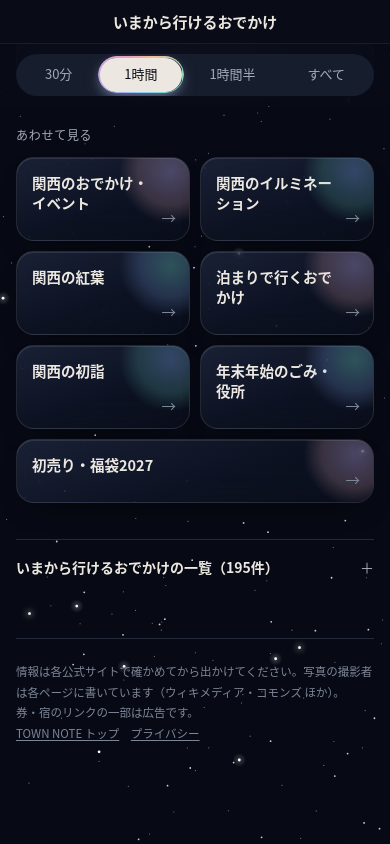 いまから行けるおでかけ
30分 1時間 1時間半 すべて
あわせて見る
関西のおでかけ・
イベント
→
関西のイルミネー
ション
→
関西の紅葉
→
泊まりで行くおで
かけ
→
関西の初詣
→
年末年始のごみ・
役所
→
初売り・福袋2027
→
いまから行けるおでかけの一覧（195件） ＋
情報は各公式サイトで確かめてから出かけてください。写真の撮影者
は各ページに書いています（ウィキメディア・コモンズ ほか）。
券・宿のリンクの一部は広告です。
TOWN NOTE トップ プライバシー